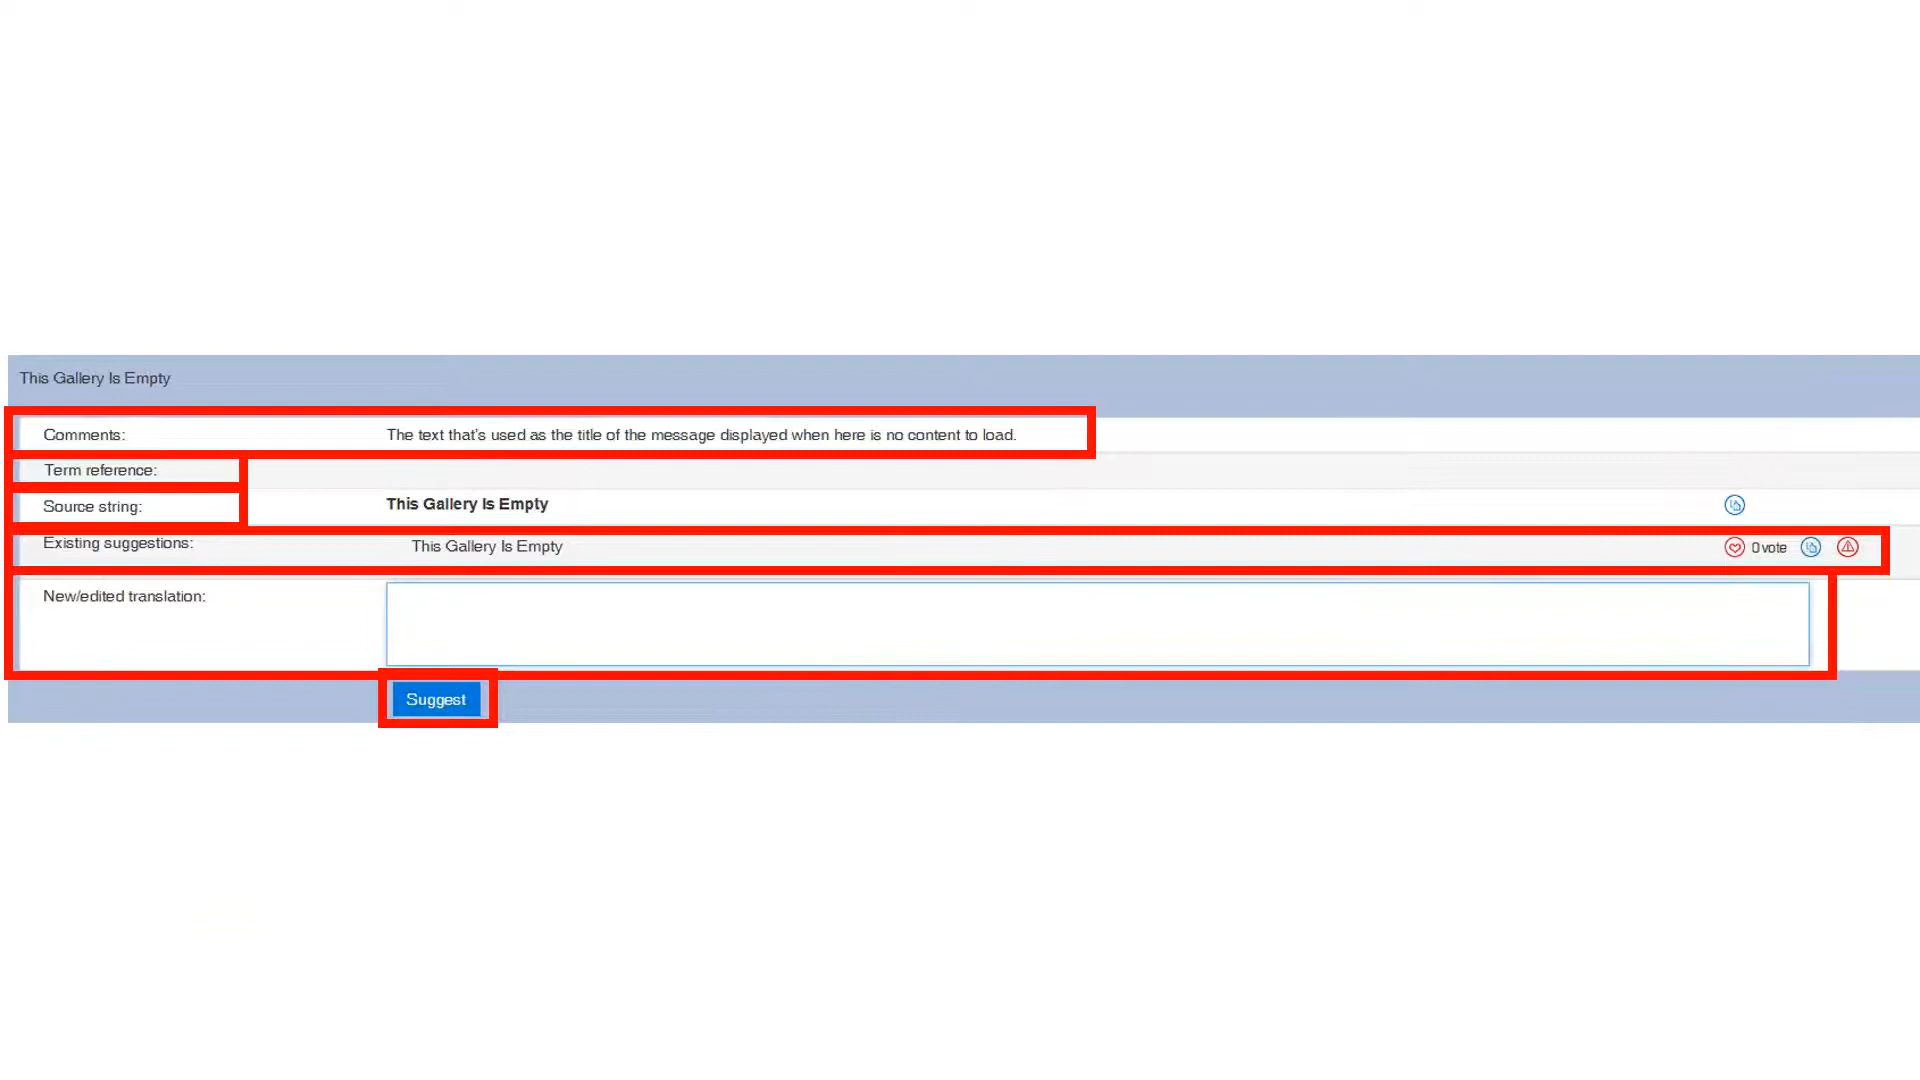 This Gallery Is Empty
Comments: The text that's used as the title of the message displayed when here is no content to load.
Term reference:
Source string: This Gallery Is Empty
Existing suggestions: This Gallery Is Empty 0 vote
New/edited translation:
Suggest